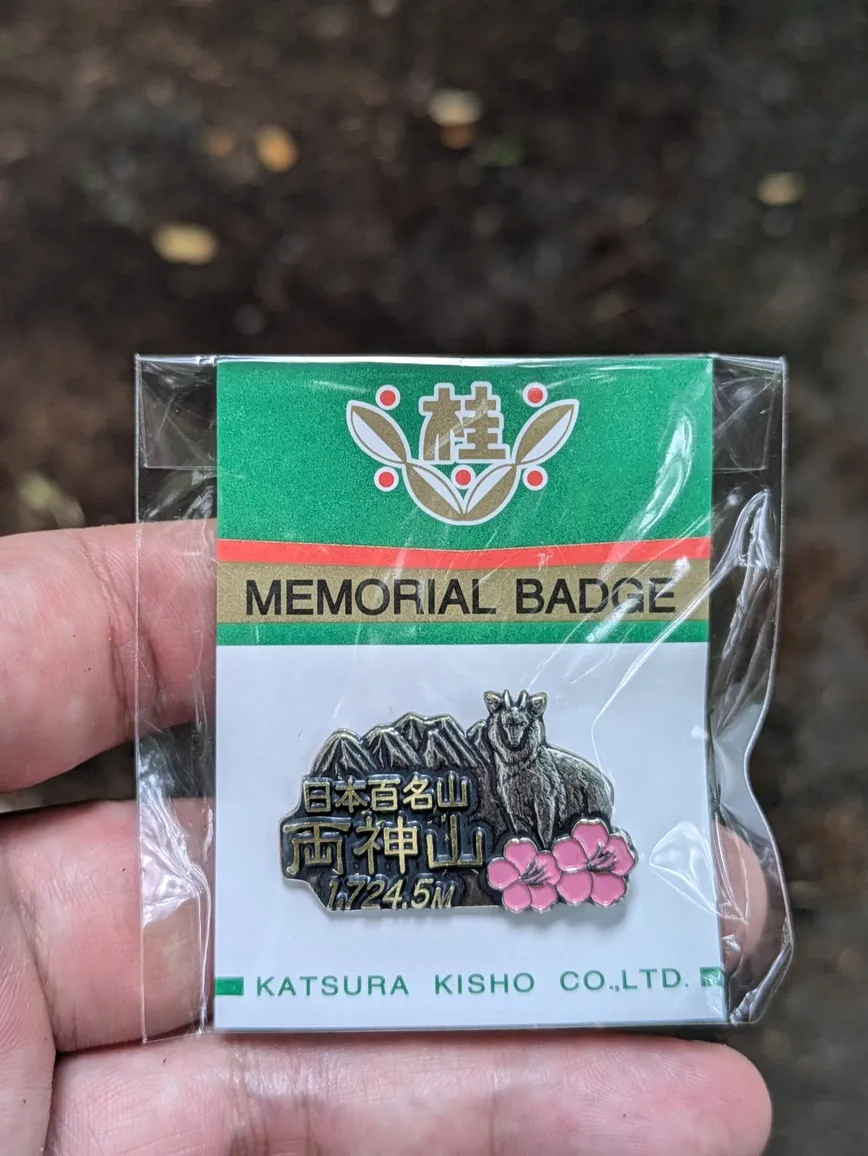 桂
MEMORIAL BADGE
日本百名山
両神山
1,724.5M
KATSURA KISHO CO.,LTD.